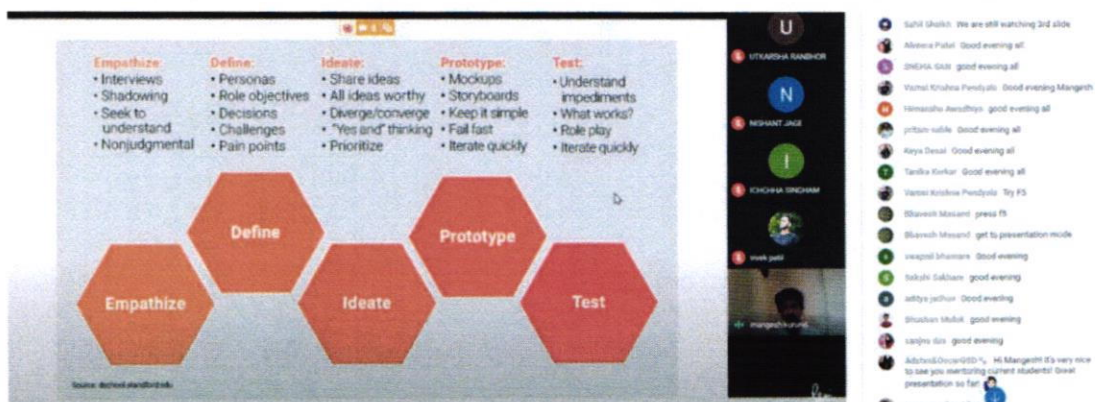 Empathize:
• Interviews
• Shadowing
• Seek to
understand
• Nonjudgmental
Define:
• Personas
• Role objectives
• Decisions
• Challenges
• Pain points
Ideate:
• Share ideas
• All ideas worthy
• Diverge/converge
• "Yes and" thinking
• Prioritize
Prototype:
• Mockups
• Storyboards
• Keep it simple
• Fail fast
• Iterate quickly
Test:
• Understand
impediments
• What works?
• Role play
• Iterate quickly
Empathize
Define
Ideate
Prototype
Test
Source: dschool.standford.edu
U
UTKARSHA RANBHOR
N
NISHANT JAGE
I
ICHCHHA SINGHAM
vivek patil
Sahil Shaikh We are still watching 3rd slide
Patel Good evening all
S
good evening all
Vamsi Krishna Pendyala Good evening Mangesh
H
Himanshu Awadhiya good evening all
pritam Good evening all
Keya Desai Good evening all
T
Tanika Kerkar Good evening all
Vamsi Krishna Pendyala Try F5
Bhavesh Masand press f5
Bhavesh Masand get to presentation mode
swapnil bhamare Good evening
S
Sakshi Sakhare good evening
a
aditya jadhav Good evening
Bhushan good evening
sanjna das good evening
Hi Mangesh! It's very nice
to see you mentoring current students! Great
presentation so far!